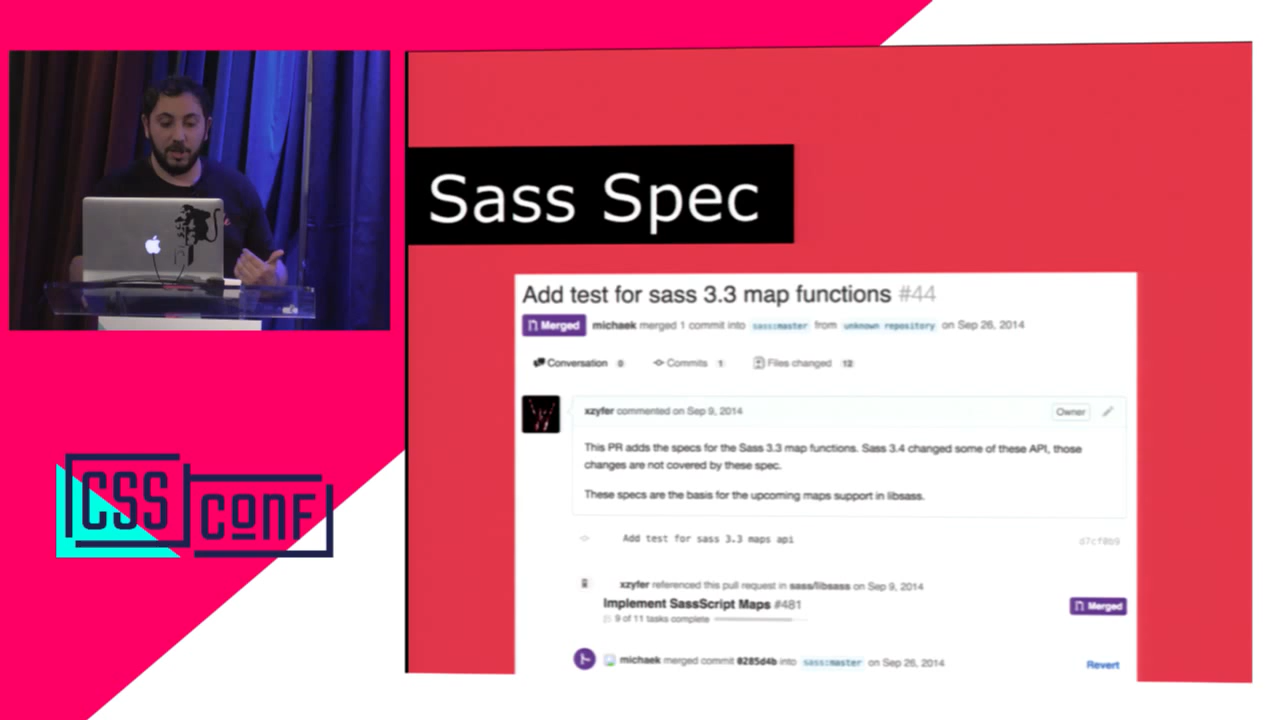 Sass Spec
Add test for sass 3.3 map functions #44
Merged michaek merged 1 commit into sass:master from unknown repository on Sep 26, 2014
Conversation 0 Commits 1 Files changed 12
xzyfer commented on Sep 9, 2014 Owner
This PR adds the specs for the Sass 3.3 map functions. Sass 3.4 changed some of these API, those
changes are not covered by these spec.
These specs are the basis for the upcoming maps support in libsass.
Add test for sass 3.3 maps api d7cf0b9
xzyfer referenced this pull request in sass/libsass on Sep 9, 2014
Implement SassScript Maps #481 Merged
9 of 11 tasks complete
michaek merged commit 0285d4b into sass:master on Sep 26, 2014 Revert
CSS
CONF